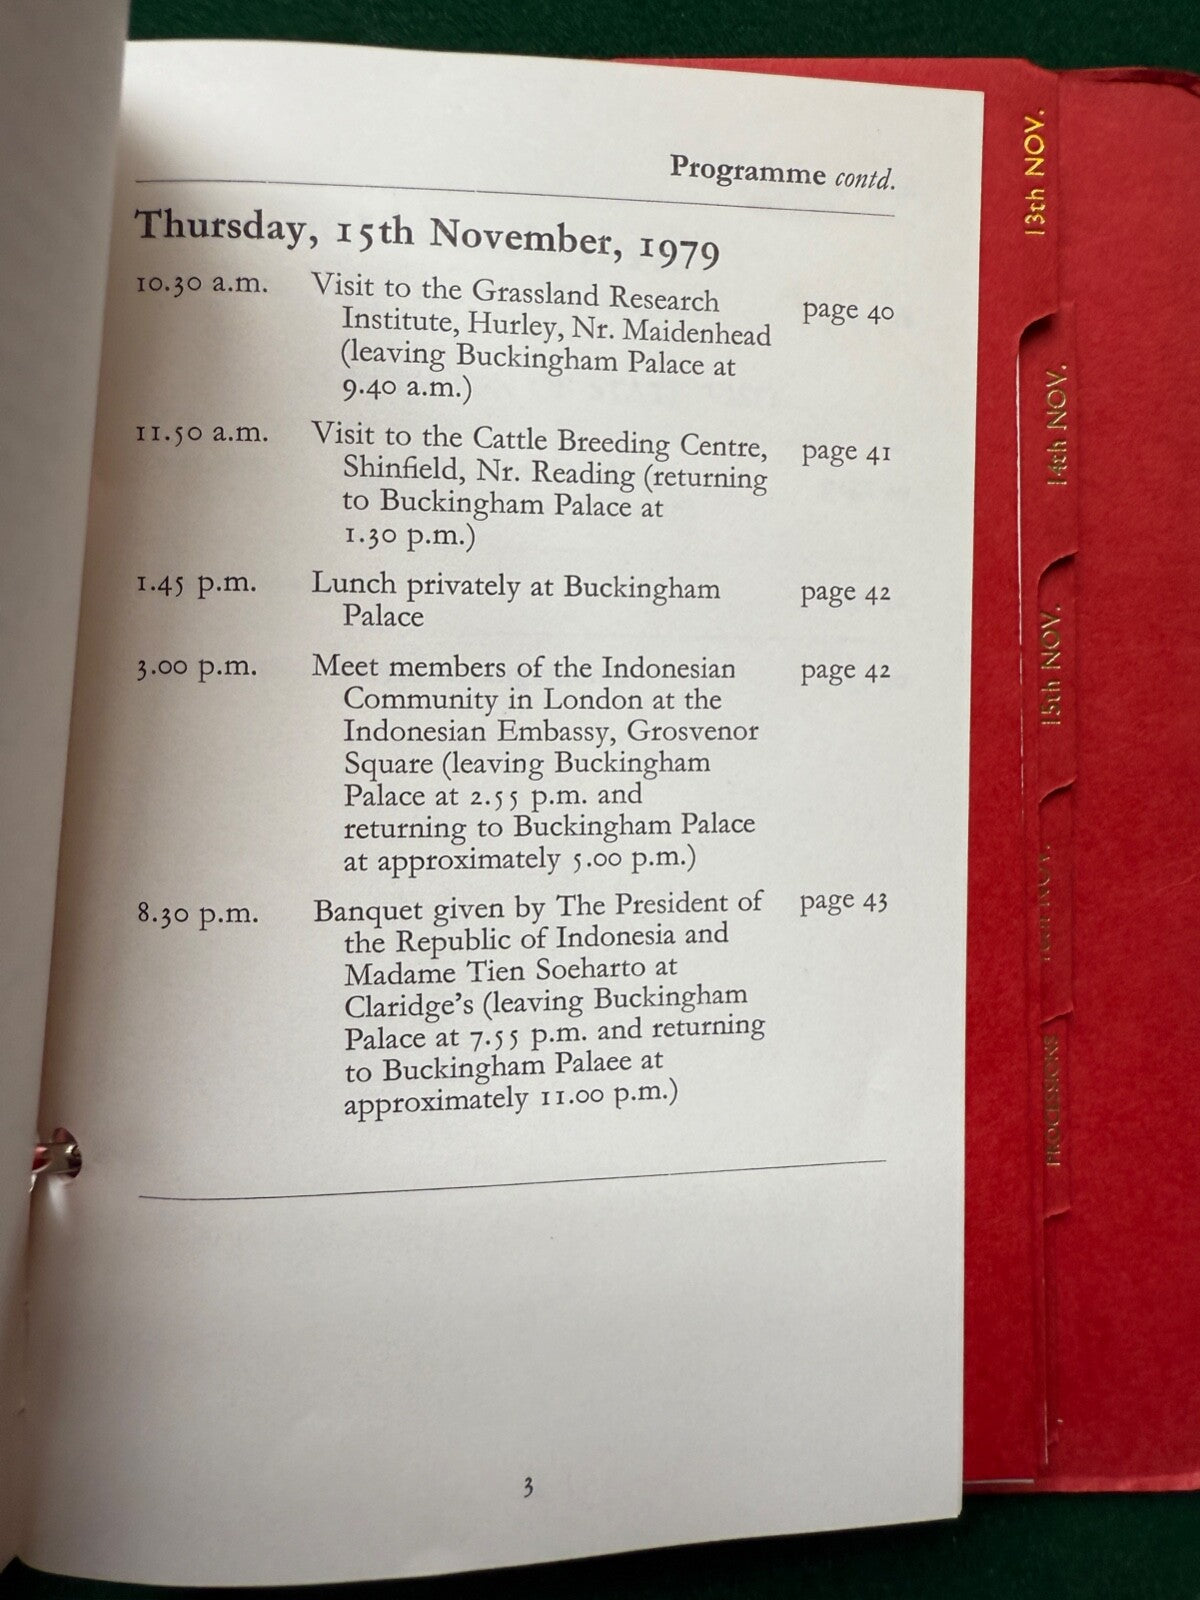 Programme contd.
Thursday, 15th November, 1979
10.30 a.m. Visit to the Grassland Research page 40
Institute, Hurley, Nr. Maidenhead
(leaving Buckingham Palace at
9.40 a.m.)
11.50 a.m. Visit to the Cattle Breeding Centre, page 41
Shinfield, Nr. Reading (returning
to Buckingham Palace at
1.30 p.m.)
1.45 p.m. Lunch privately at Buckingham page 42
Palace
3.00 p.m. Meet members of the Indonesian page 42
Community in London at the
Indonesian Embassy, Grosvenor
Square (leaving Buckingham
Palace at 2.55 p.m. and
returning to Buckingham Palace
at approximately 5.00 p.m.)
8.30 p.m. Banquet given by The President of page 43
the Republic of Indonesia and
Madame Tien Soeharto at
Claridge's (leaving Buckingham
Palace at 7.55 p.m. and returning
to Buckingham Palaee at
approximately 11.00 p.m.)
3
13th NOV.
14th NOV.
15th NOV.
NOV.
PROCESSIONS